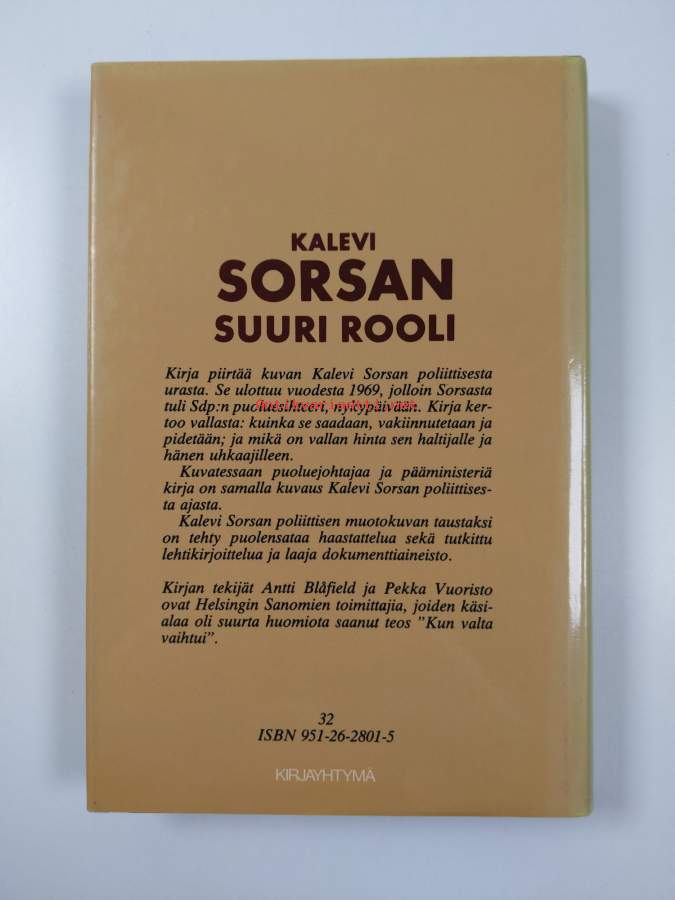 KALEVI
SORSAN
SUURI ROOLI
Kirja piirtää kuvan Kalevi Sorsan poliittisesta
urasta. Se ulottuu vuodesta 1969, jolloin Sorsasta
tuli Sdp:n puoluesihteeri, nykypäivään. Kirja ker-
too vallasta: kuinka se saadaan, vakiinnutetaan ja
pidetään; ja mikä on vallan hinta sen haltijalle ja
hänen uhkaajilleen.
Kuvatessaan puoluejohtajaa ja pääministeriä
kirja on samalla kuvaus Kalevi Sorsan poliittises-
ta ajasta.
Kalevi Sorsan poliittisen muotokuvan taustaksi
on tehty puolensataa haastattelua sekä tutkittu
lehtikirjoittelua ja laaja dokumenttiaineisto.
Kirjan tekijät Antti Blåfield ja Pekka Vuoristo
ovat Helsingin Sanomien toimittajia, joiden käsi-
alaa oli suurta huomiota saanut teos "Kun valta
vaihtui".
32
ISBN 951-26-2801-5
KIRJAYHTYMÄ